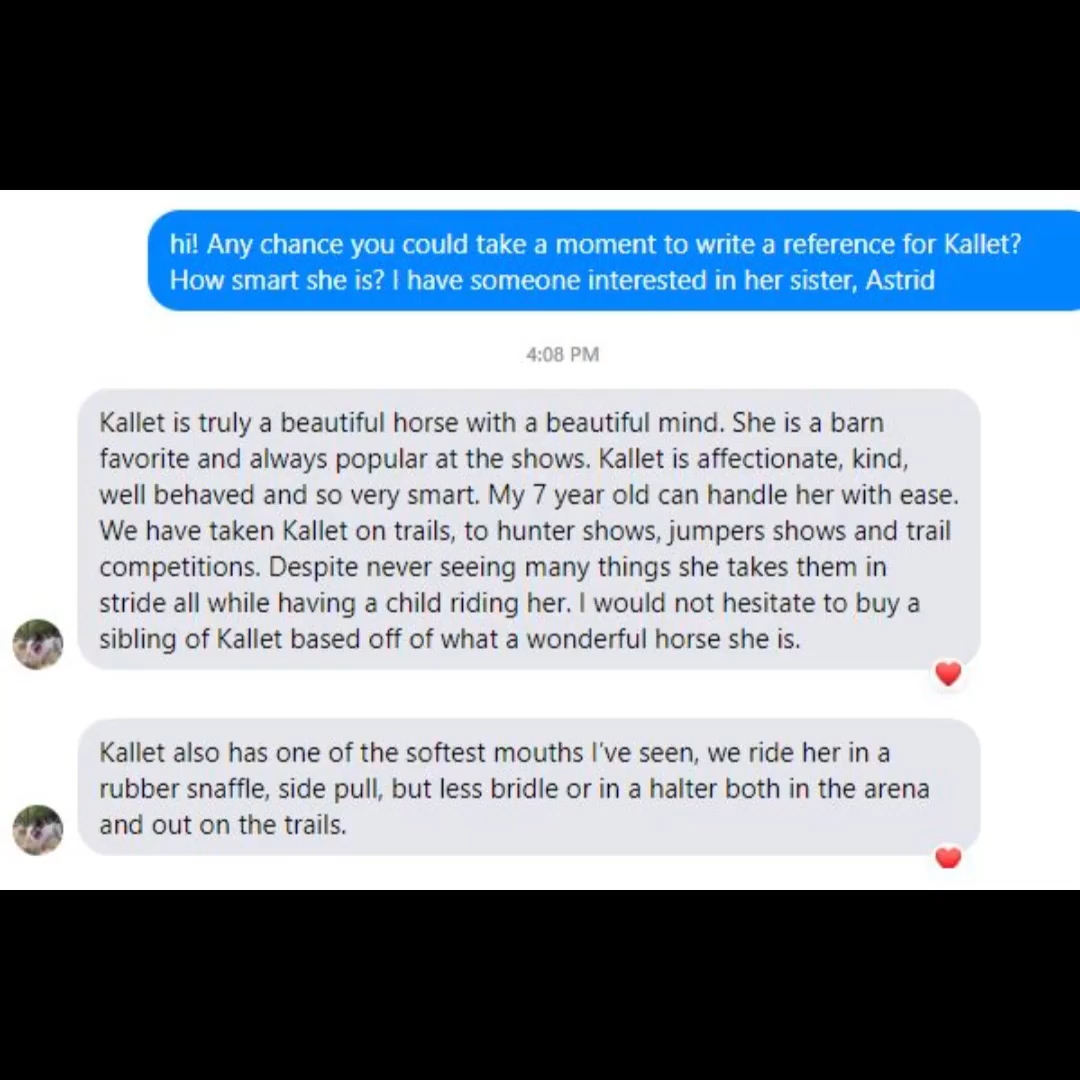 hi! Any chance you could take a moment to write a reference for Kallet?
How smart she is? I have someone interested in her sister, Astrid
4:08 PM
Kallet is truly a beautiful horse with a beautiful mind. She is a barn
favorite and always popular at the shows. Kallet is affectionate, kind,
well behaved and so very smart. My 7 year old can handle her with ease.
We have taken Kallet on trails, to hunter shows, jumpers shows and trail
competitions. Despite never seeing many things she takes them in
stride all while having a child riding her. I would not hesitate to buy a
sibling of Kallet based off of what a wonderful horse she is.
Kallet also has one of the softest mouths I've seen, we ride her in a
rubber snaffle, side pull, but less bridle or in a halter both in the arena
and out on the trails.